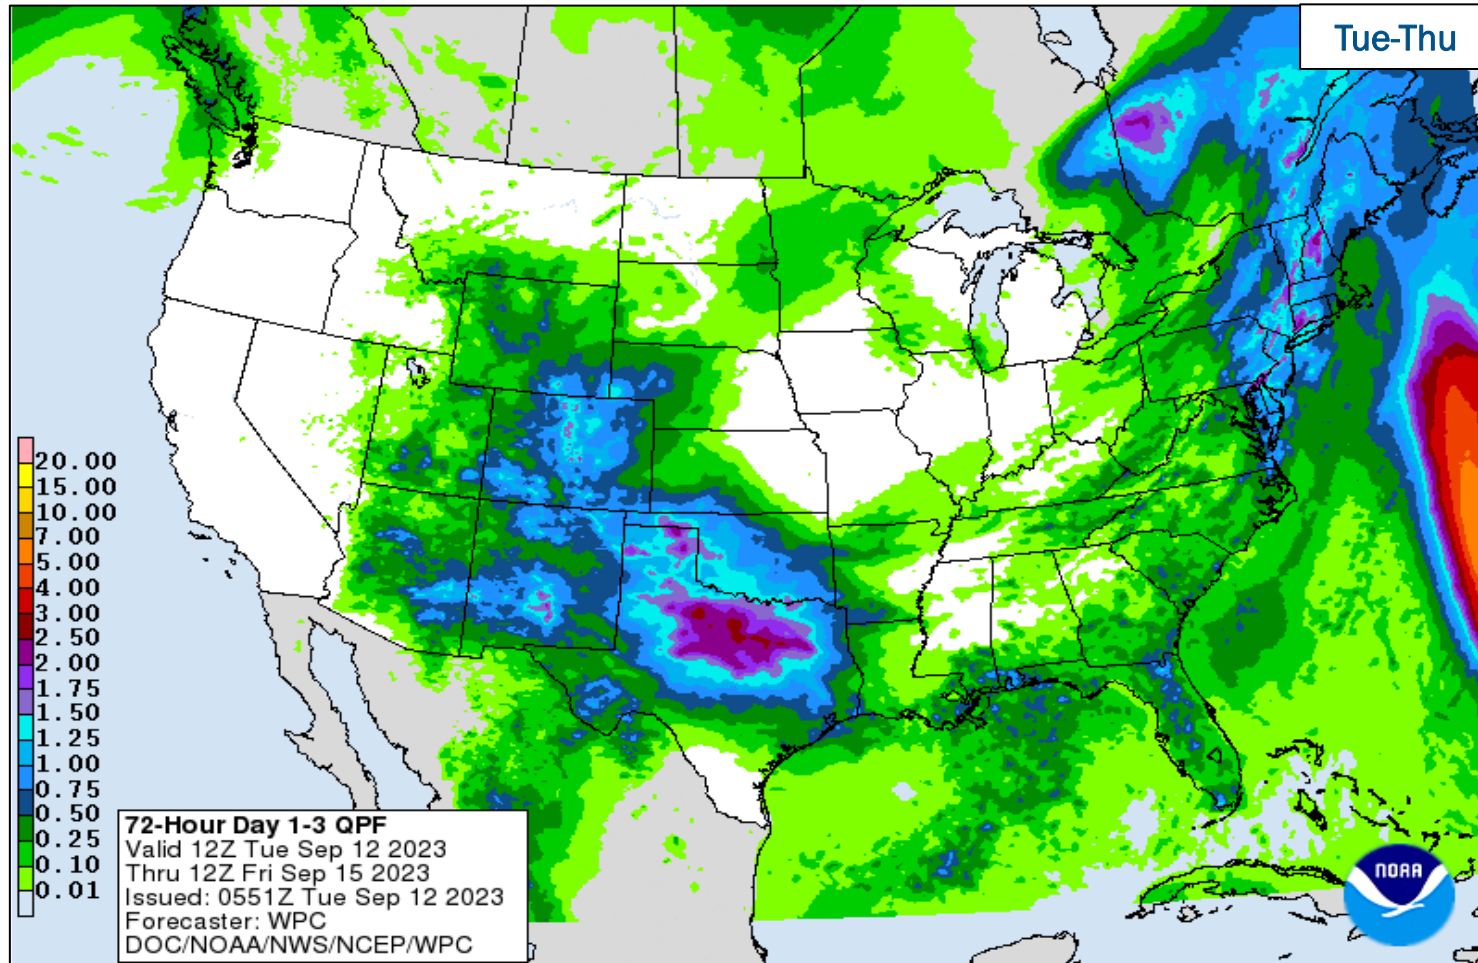 Tue-Thu
20.00
15.00
10.00
7.00
5.00
4.00
3.00
2.50
2.00
1.75
1.50
1.25
1.00
0.75
0.50
0.25
0.10
0.01
72-Hour Day 1-3 QPF
Valid 12Z Tue Sep 12 2023
Thru 12Z Fri Sep 15 2023
Issued: 0551Z Tue Sep 12 2023
Forecaster: WPC
DOC/NOAA/NWS/NCEP/WPC
NOAA